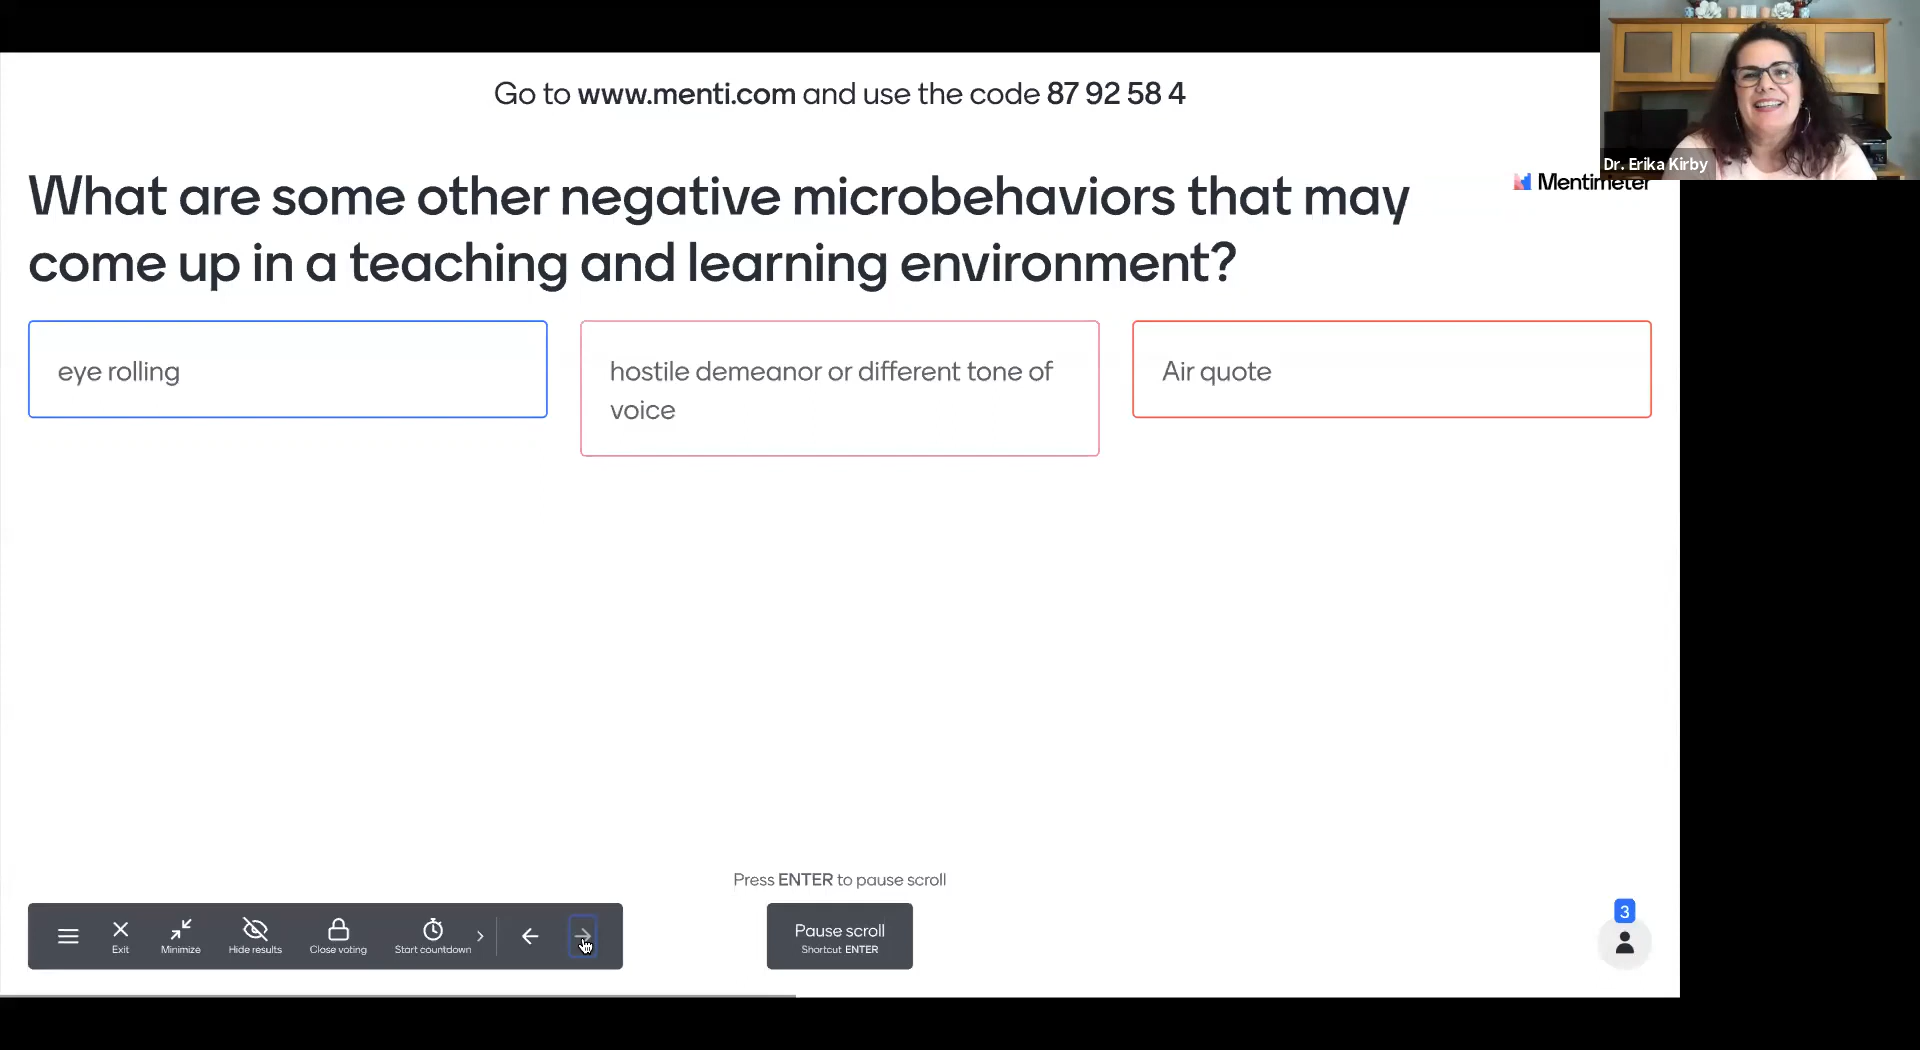 Go to www.menti.com and use the code 87 92 58 4
Dr. Erika Kirby
Mentimeter
What are some other negative microbehaviors that may
come up in a teaching and learning environment?
eye rolling
hostile demeanor or different tone of
voice
Air quote
Press ENTER to pause scroll
Exit
Minimize
Hide results
Close voting
Start countdown
Pause scroll
Shortcut ENTER
3